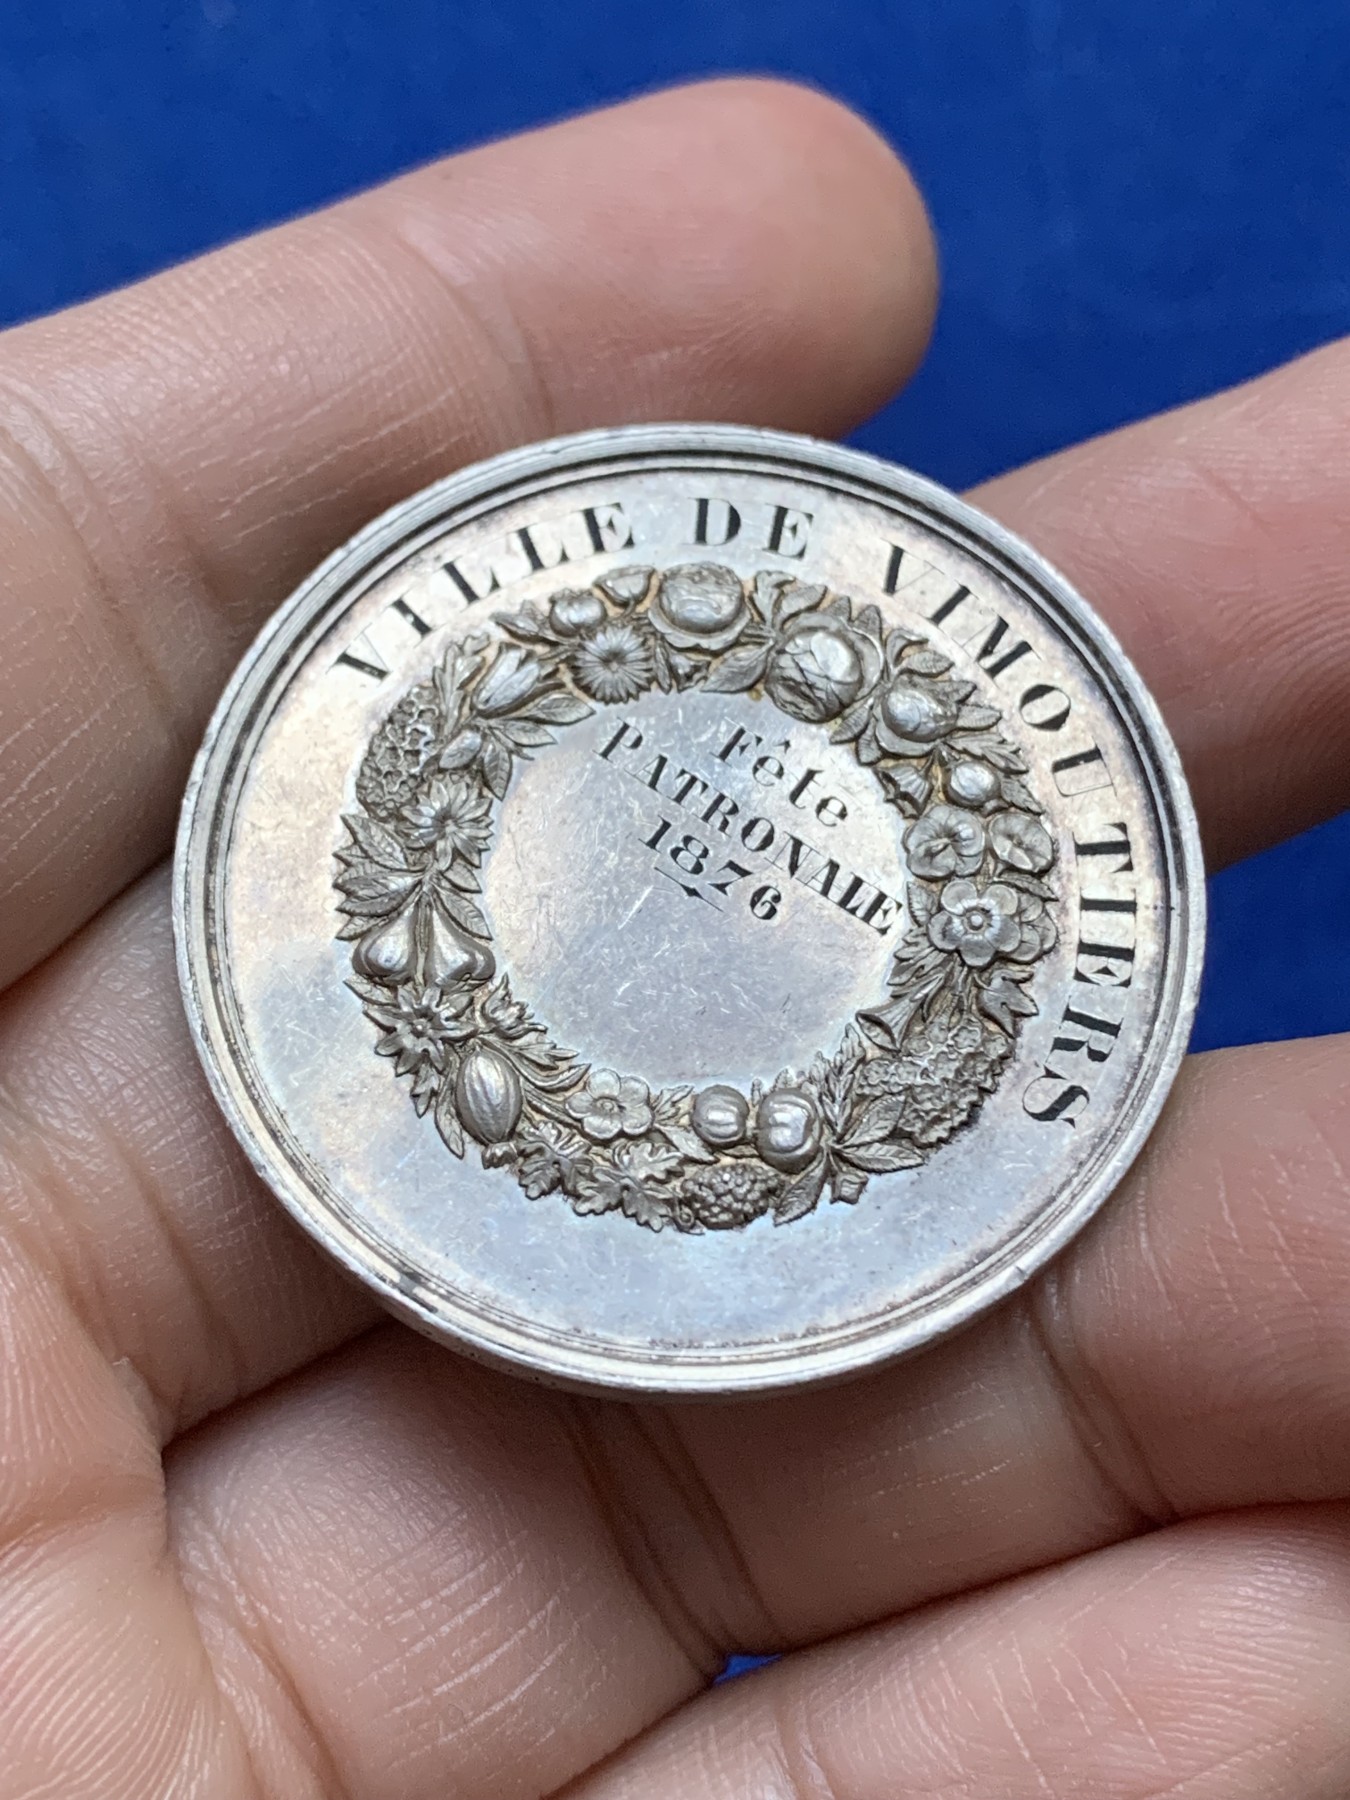 VILLE DE VIMOUTIERS
Fête
PATRONALE
1876